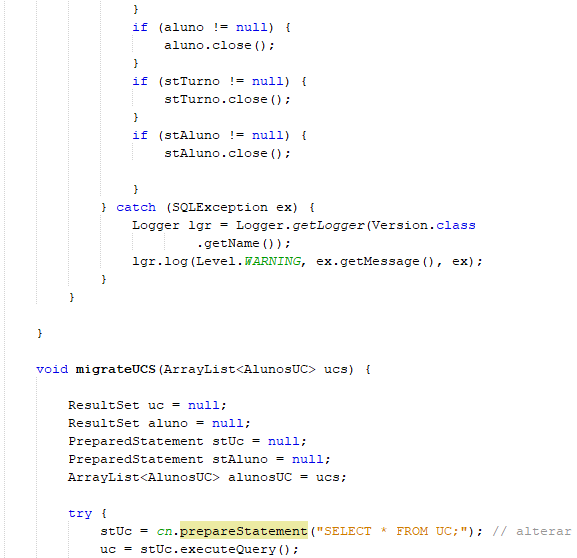 }
if (aluno != null) {
aluno.close();
}
if (stTurno != null) {
stTurno.close();
}
if (stAluno != null) {
stAluno.close();
}
} catch (SQLException ex) {
Logger lgr = Logger.getLogger(Version.class
.getName());
lgr.log(Level.WARNING, ex.getMessage(), ex);
}
}
}
void migrateUCS(ArrayList<AlunosUC> ucs) {
ResultSet uc = null;
ResultSet aluno = null;
PreparedStatement stUc = null;
PreparedStatement stAluno = null;
ArrayList<AlunosUC> alunosUC = ucs;
try {
stUc = cn.prepareStatement("SELECT * FROM UC;"); // alterar
uc = stUc.executeQuery();